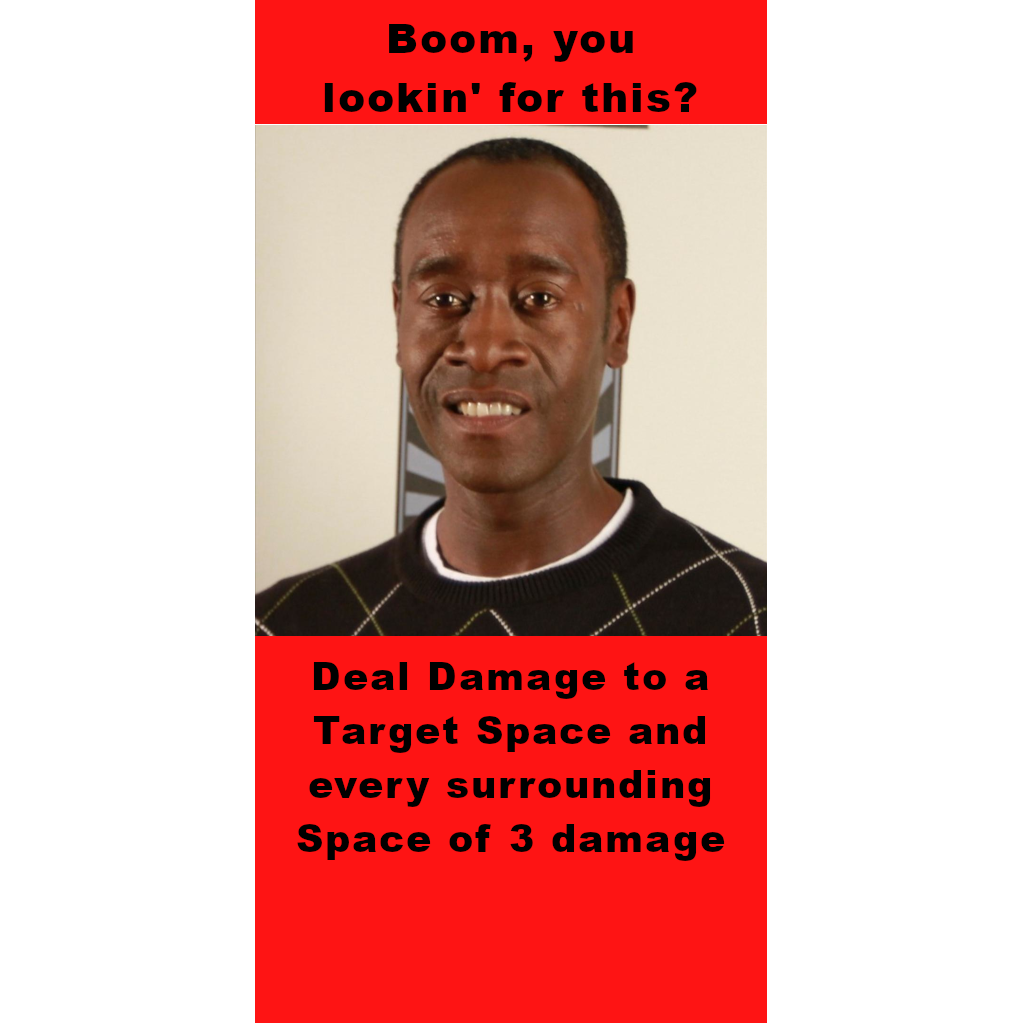 Boom, you
lookin' for this?
Deal Damage to a
Target Space and
every surrounding
Space of 3 damage